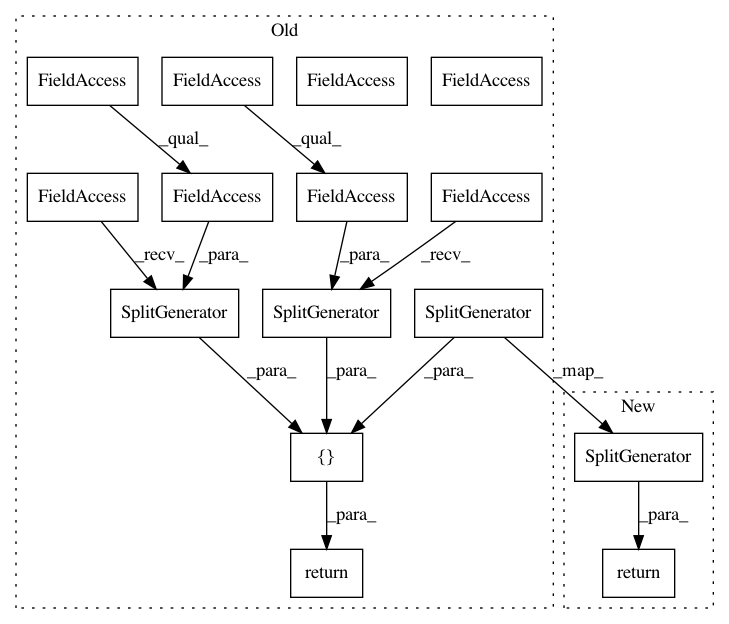 Old
FieldAccess FieldAccess FieldAccess FieldAccess
_qual_ _qual_
FieldAccess FieldAccess FieldAccess FieldAccess
_recv_ _para_ _para_ _recv_
SplitGenerator SplitGenerator SplitGenerator
_para_ _para_ _para_ _map_
New
{} SplitGenerator
_para_ _para_
return return